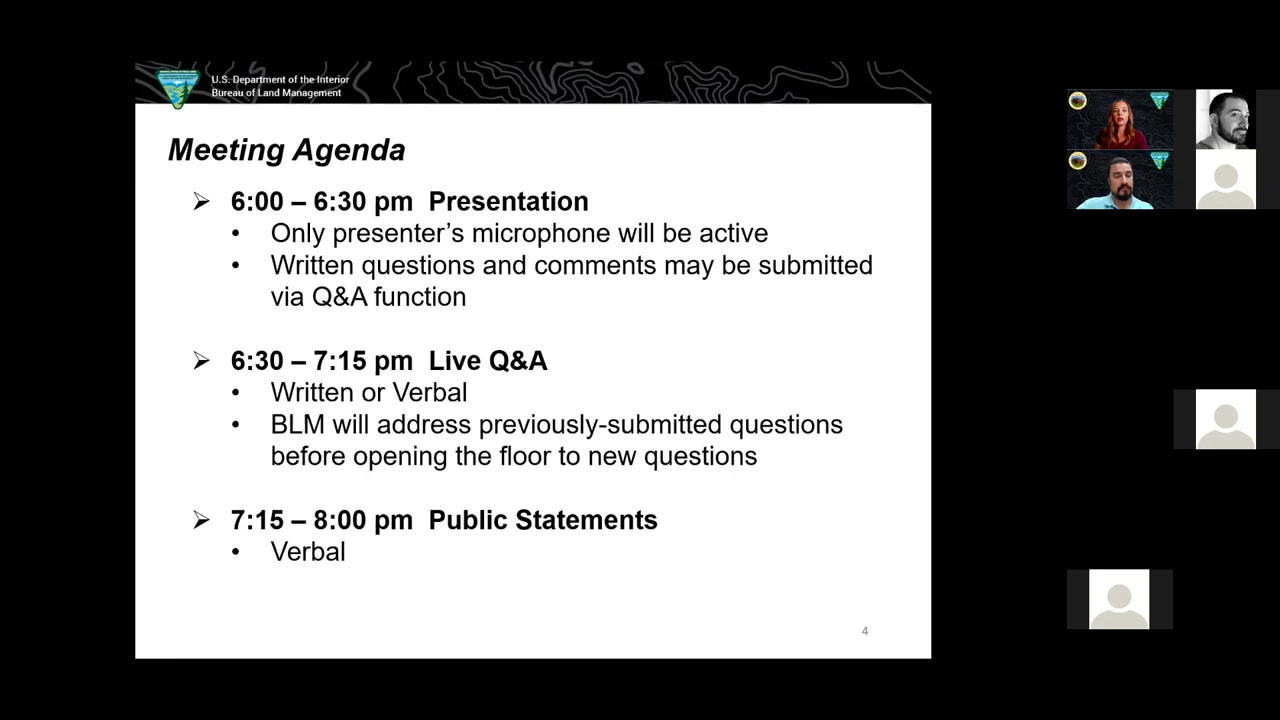 U.S. Department of the Interior
Bureau of Land Management
Meeting Agenda
➢ 6:00 – 6:30 pm Presentation
• Only presenter’s microphone will be active
• Written questions and comments may be submitted
via Q&A function
➢ 6:30 – 7:15 pm Live Q&A
• Written or Verbal
• BLM will address previously-submitted questions
before opening the floor to new questions
➢ 7:15 – 8:00 pm Public Statements
• Verbal
4